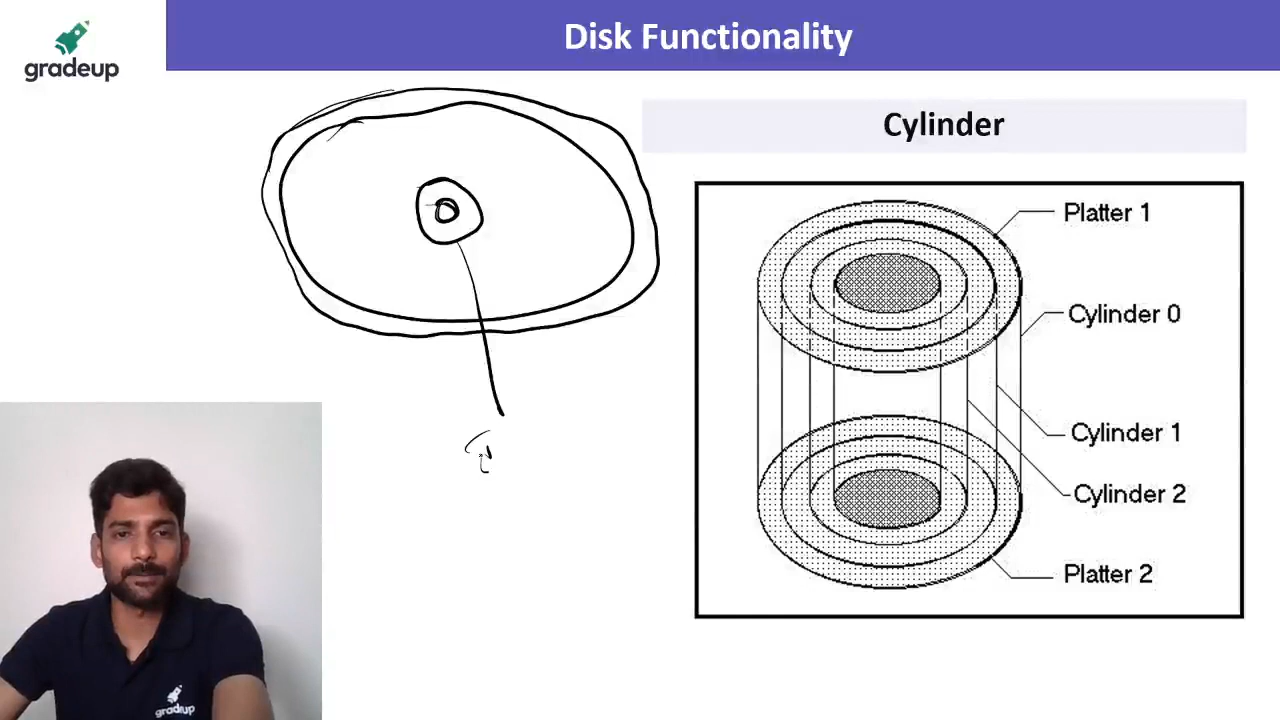 gradeup
Disk Functionality
Cylinder
Platter 1
Cylinder 0
Cylinder 1
Cylinder 2
Platter 2
gradeup